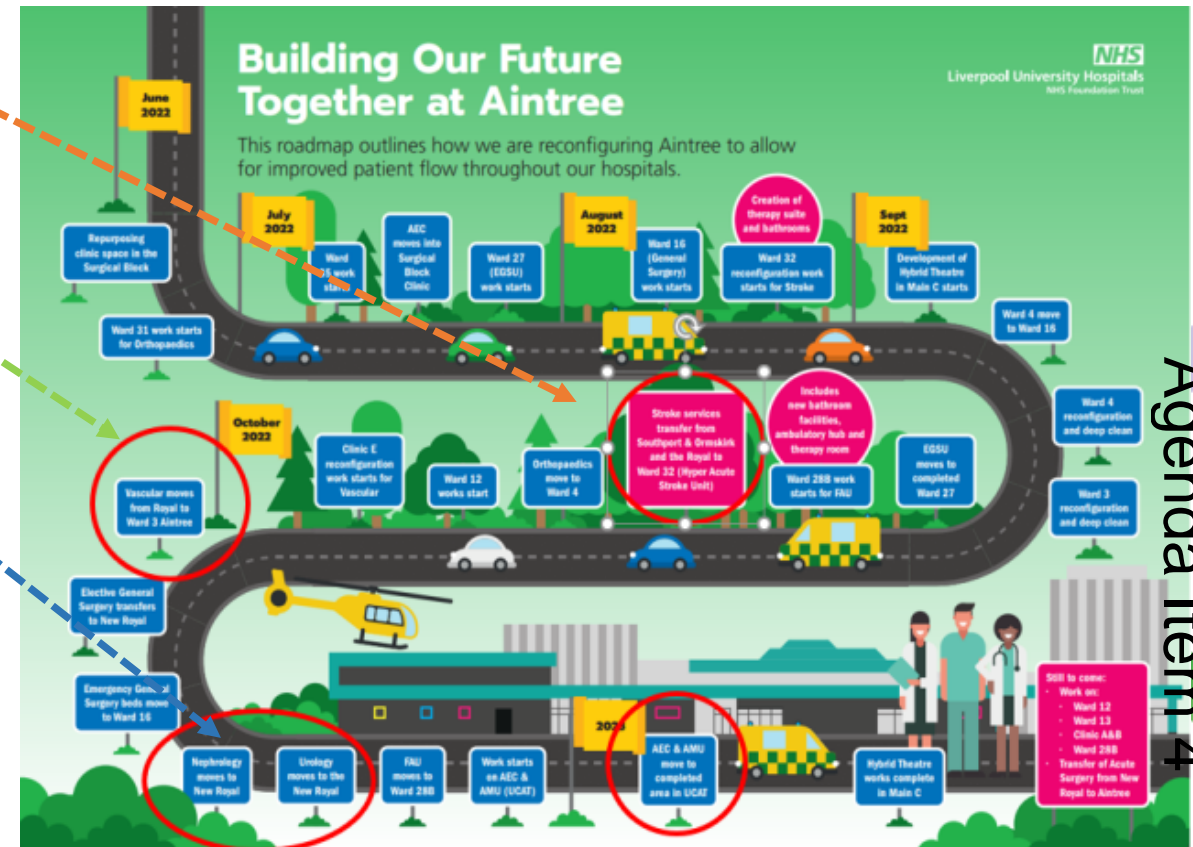 Building Our Future
Together at Aintree
This roadmap outlines how we are reconfiguring Aintree to allow
for improved patient flow throughout our hospitals.
NHS
Liverpool University Hospitals
NHS Foundation Trust
June
2022
Repurposing
clinic space in the
Surgical Block
Ward 31 work starts
for Orthopaedics
July
2022
Ward
work
starts
AEC
moves into
Surgical
Block
Clinic
Ward 27
(EGSU)
work starts
August
2022
Ward 16
(General
Surgery)
work starts
Creation of
therapy suite
and bathrooms
Ward 32
reconfiguration work
starts for Stroke
Sept
2022
Development of
Hybrid Theatre
in Main C starts
Ward 4 move
to Ward 16
Ward 4
reconfiguration
and deep clean
Ward 3
reconfiguration
and deep clean
EGSU
moves to
completed
Ward 27
Includes
new bathroom
facilities,
ambulatory hub and
therapy room
Ward 28B work
starts for FAU
Stroke services
transfer from
Southport & Ormskirk
and the Royal to
Ward 32 (Hyper Acute
Stroke Unit)
Orthopaedics
move to
Ward 4
Ward 12
works start
Clinic E
reconfiguration
work starts for
Vascular
October
2022
Vascular moves
from Royal to
Ward 3 Aintree
Elective General
Surgery transfers
to New Royal
Emergency General
Surgery beds move
to Ward 16
Nephrology
moves to
New Royal
Urology
moves to the
New Royal
FAU
moves to
Ward 28B
Work starts
on AEC &
AMU (UCAT)
2023
AEC & AMU
move to
completed
area in UCAT
Hybrid Theatre
works complete
in Main C
Still to come:
· Work on:
· Ward 12
· Ward 13
· Clinic A&B
· Ward 28B
· Transfer of Acute
Surgery from New
Royal to Aintree
Agenda Item 4